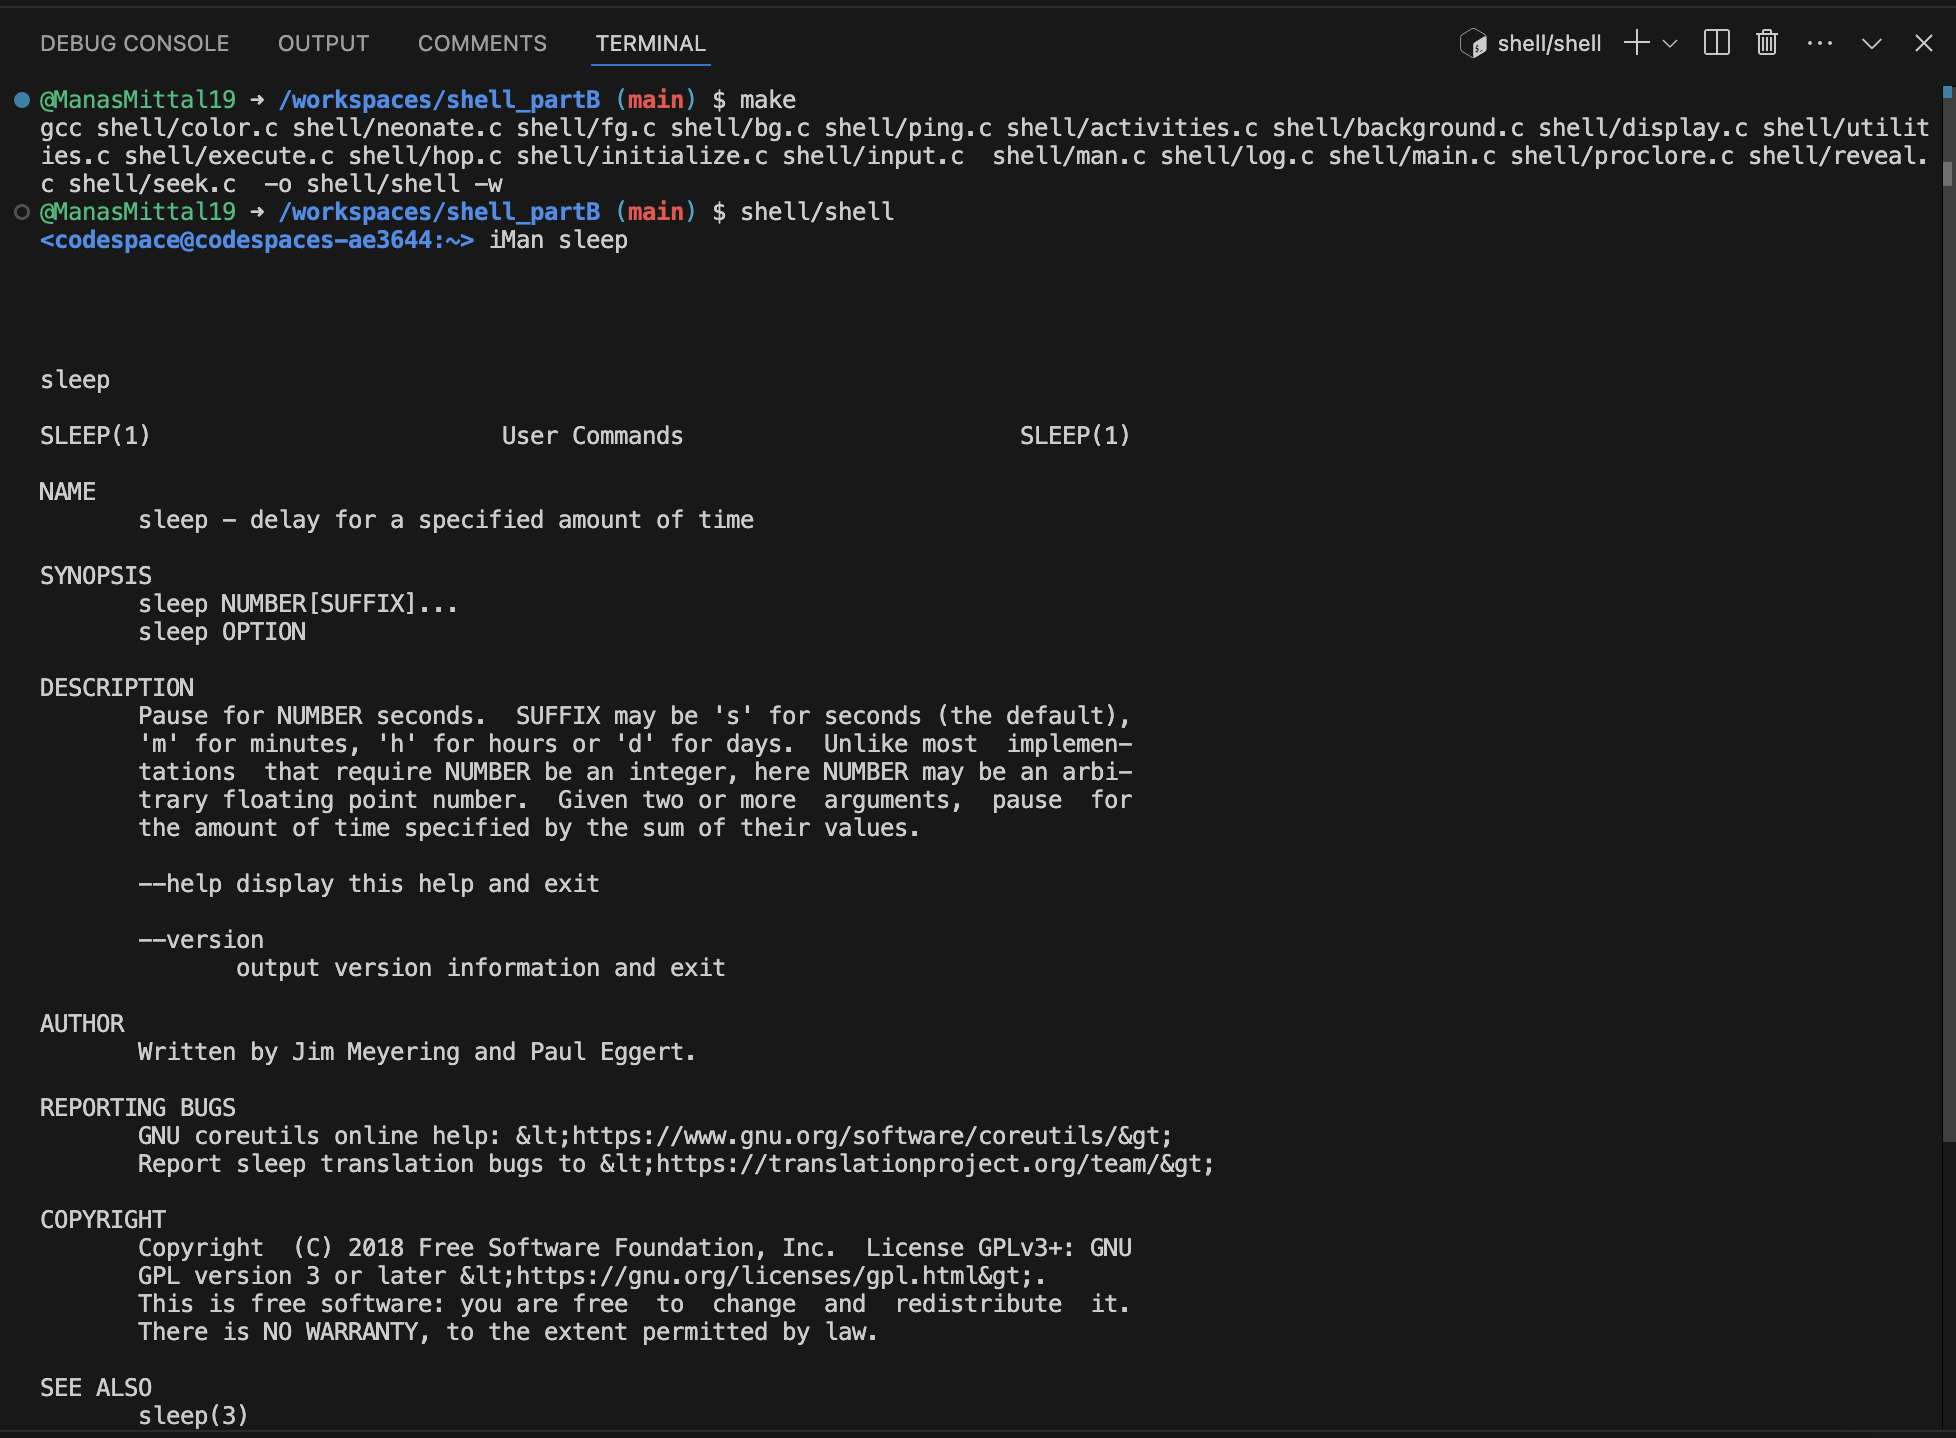 DEBUG CONSOLE OUTPUT COMMENTS TERMINAL shell/shell
@ManasMittal19 → /workspaces/shell_partB (main) $ make
gcc shell/color.c shell/neonate.c shell/fg.c shell/bg.c shell/ping.c shell/activities.c shell/background.c shell/display.c shell/utilit
ies.c shell/execute.c shell/hop.c shell/initialize.c shell/input.c  shell/man.c shell/log.c shell/main.c shell/proclore.c shell/reveal.
c shell/seek.c  -o shell/shell -w
@ManasMittal19 → /workspaces/shell_partB (main) $ shell/shell
<codespace@codespaces-ae3644:~> iMan sleep
sleep
SLEEP(1)                         User Commands                        SLEEP(1)
NAME
       sleep - delay for a specified amount of time
SYNOPSIS
       sleep NUMBER[SUFFIX]...
       sleep OPTION
DESCRIPTION
       Pause for NUMBER seconds.  SUFFIX may be 's' for seconds (the default),
       'm' for minutes, 'h' for hours or 'd' for days.  Unlike most  implemen-
       tations  that require NUMBER be an integer, here NUMBER may be an arbi-
       trary floating point number.  Given two or more  arguments,  pause  for
       the amount of time specified by the sum of their values.
       --help display this help and exit
       --version
              output version information and exit
AUTHOR
       Written by Jim Meyering and Paul Eggert.
REPORTING BUGS
       GNU coreutils online help: &lt;https://www.gnu.org/software/coreutils/&gt;
       Report sleep translation bugs to &lt;https://translationproject.org/team/&gt;
COPYRIGHT
       Copyright  (C) 2018 Free Software Foundation, Inc.  License GPLv3+: GNU
       GPL version 3 or later &lt;https://gnu.org/licenses/gpl.html&gt;.
       This is free software: you are free  to  change  and  redistribute  it.
       There is NO WARRANTY, to the extent permitted by law.
SEE ALSO
       sleep(3)